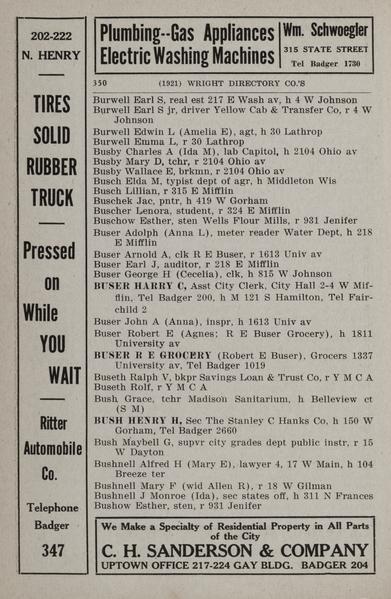 202-222
N. HENRY
TIRES
SOLID
RUBBER
TRUCK
Pressed
on
While
YOU
WAIT
Ritter
Automobile
Co.
Telephone
Badger
347
Plumbing--Gas Appliances
Electric Washing Machines
Wm. Schwoegler
315 STATE STREET
Tel Badger 1730
350 (1921) WRIGHT DIRECTORY CO.'S
Burwell Earl S, real est 217 E Wash av, h 4 W Johnson
Burwell Earl S jr, driver Yellow Cab & Transfer Co, r 4 W
Johnson
Burwell Edwin L (Amelia E), agt, h 30 Lathrop
Burwell Emma L, r 30 Lathrop
Busby Charles A (Ida M), lab Capitol, h 2104 Ohio av
Busby Mary D, tchr, r 2104 Ohio av
Busby Wallace E, brkmn, r 2104 Ohio av
Busch Elda M, typist dept of agr, h Middleton Wis
Busch Lillian, r 315 E Mifflin
Buschek Jac, pntr, h 419 W Gorham
Buscher Lenora, student, r 324 E Mifflin
Buschow Esther, sten Wells Flour Mills, r 931 Jenifer
Buser Adolph (Anna L), meter reader Water Dept, h 218
E Mifflin
Buser Arnold A, clk R E Buser, r 1613 Univ av
Buser Earl J, auditor, r 218 E Mifflin
Buser George H (Cecelia), clk, h 815 W Johnson
BUSER HARRY C, Asst City Clerk, City Hall 2-4 W Mif-
flin, Tel Badger 200, h M 121 S Hamilton, Tel Fair-
child 2
Buser John A (Anna), inspr, h 1613 Univ av
Buser Robert E (Agnes; R E Buser Grocery), h 1811
University av
BUSER R E GROCERY (Robert E Buser), Grocers 1337
University av, Tel Badger 1019
Buseth Ralph V, bkpr Savings Loan & Trust Co, r Y M C A
Buseth Rolf, r Y M C A
Bush Grace, tchr Madison Sanitarium, h Belleview ct
(S M)
BUSH HENRY H, Sec The Stanley C Hanks Co, h 150 W
Gorham, Tel Badger 2660
Bush Maybell G, supvr city grades dept public instr, r 15
W Dayton
Bushnell Alfred H (Mary E), lawyer 4, 17 W Main, h 104
Breeze ter
Bushnell Mary F (wid Allen R), r 18 W Gilman
Bushnell J Monroe (Ida), sec states off, h 311 N Frances
Bushow Esther, sten, r 931 Jenifer
We Make a Specialty of Residential Property in All Parts
of the City
C. H. SANDERSON & COMPANY
UPTOWN OFFICE 217-224 GAY BLDG. BADGER 204